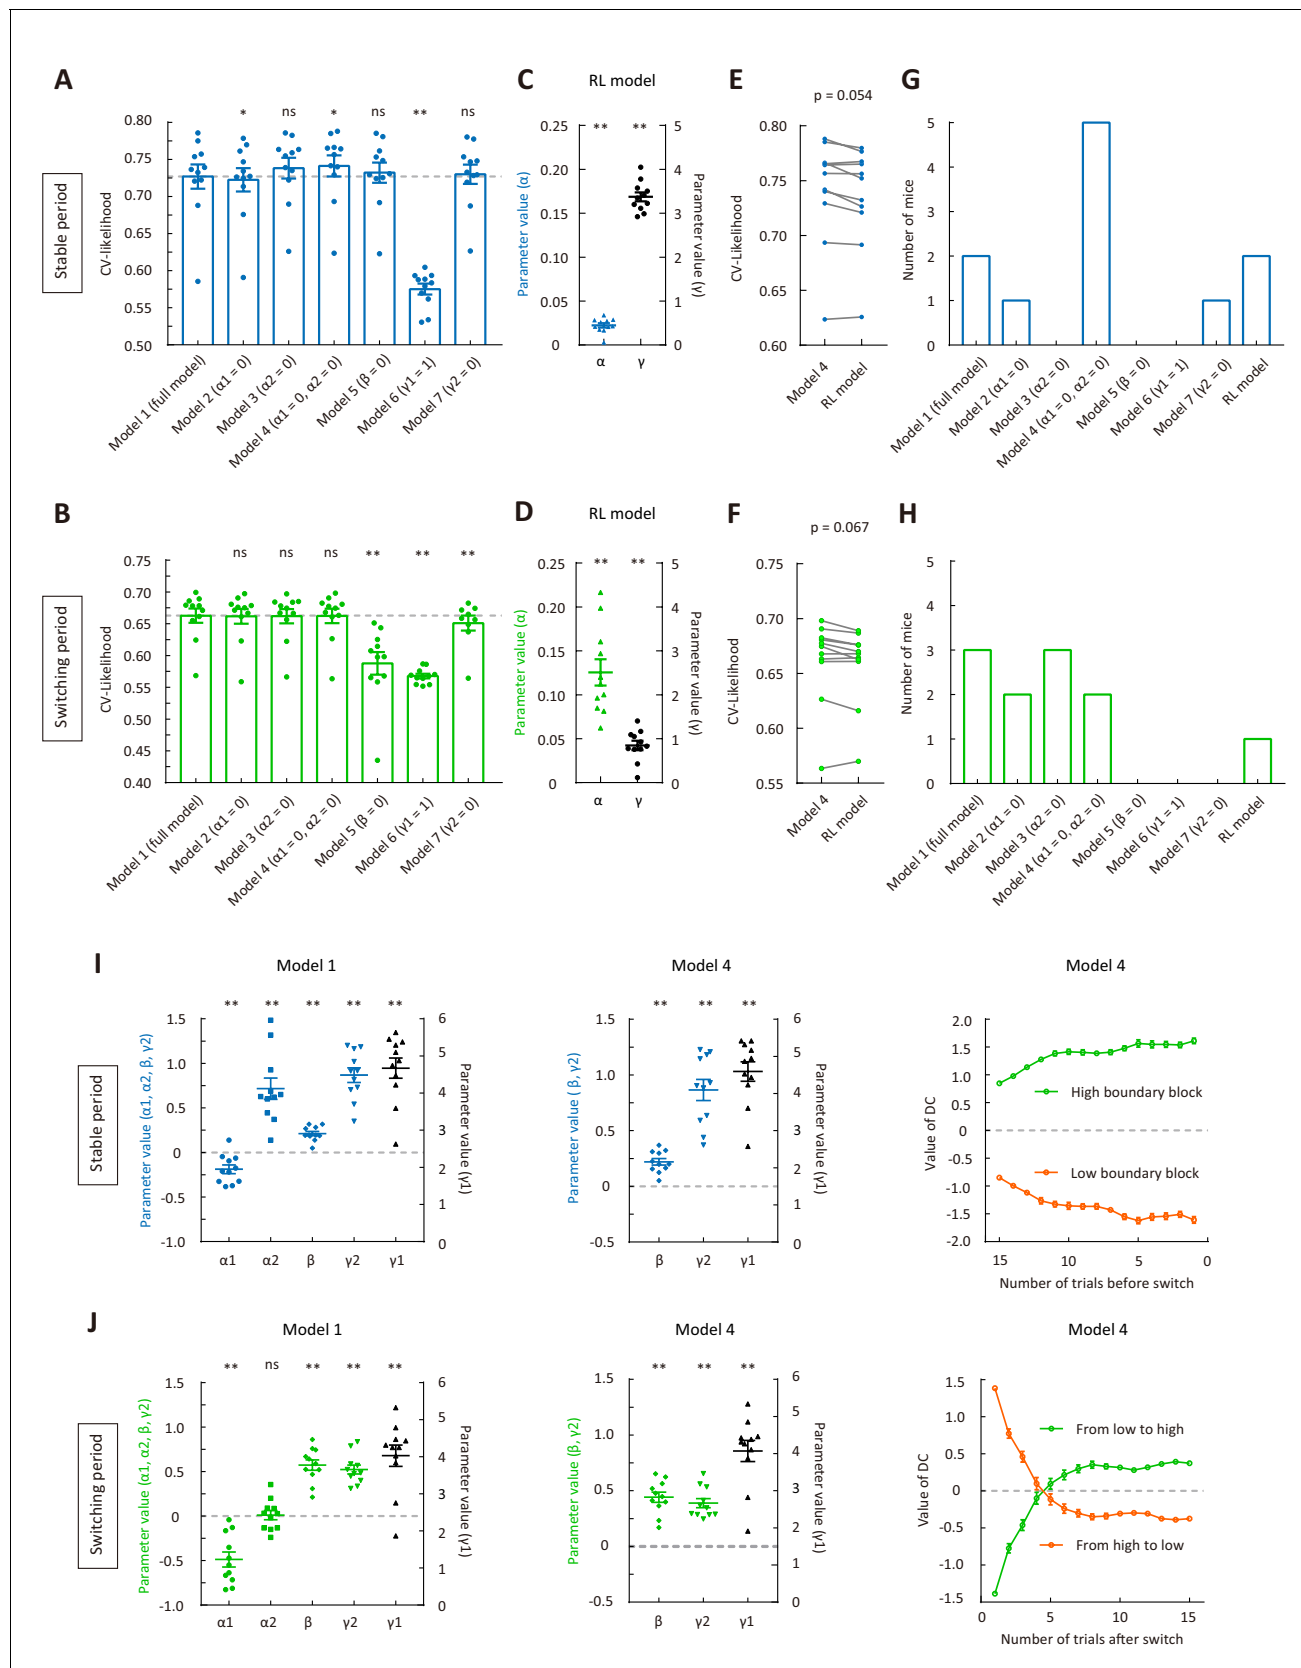 A
Stable period
CV-likelihood
0.80
0.75
0.70
0.65
0.60
0.55
0.50
* ns * ns ** ns
Model 1 (full model)
Model 2 (α1 = 0)
Model 3 (α2 = 0)
Model 4 (α1 = 0, α2 = 0)
Model 5 (β = 0)
Model 6 (γ1 = 1)
Model 7 (γ2 = 0)
C
RL model
** **
Parameter value (α)
0.25
0.20
0.15
0.10
0.05
0
Parameter value (γ)
5
4
3
2
1
0
α γ
E
p = 0.054
CV-Likelihood
0.80
0.75
0.70
0.65
0.60
Model 4
RL model
G
Number of mice
5
4
3
2
1
0
Model 1 (full model)
Model 2 (α1 = 0)
Model 3 (α2 = 0)
Model 4 (α1 = 0, α2 = 0)
Model 5 (β = 0)
Model 6 (γ1 = 1)
Model 7 (γ2 = 0)
RL model
B
Switching period
CV-Likelihood
0.75
0.70
0.65
0.60
0.55
0.50
0.45
0.40
ns ns ns ** ** **
Model 1 (full model)
Model 2 (α1 = 0)
Model 3 (α2 = 0)
Model 4 (α1 = 0, α2 = 0)
Model 5 (β = 0)
Model 6 (γ1 = 1)
Model 7 (γ2 = 0)
D
RL model
** **
Parameter value (α)
0.25
0.20
0.15
0.10
0.05
0
Parameter value (γ)
5
4
3
2
1
0
α γ
F
p = 0.067
CV-Likelihood
0.75
0.70
0.65
0.60
0.55
Model 4
RL model
H
Number of mice
5
4
3
2
1
0
Model 1 (full model)
Model 2 (α1 = 0)
Model 3 (α2 = 0)
Model 4 (α1 = 0, α2 = 0)
Model 5 (β = 0)
Model 6 (γ1 = 1)
Model 7 (γ2 = 0)
RL model
I
Stable period
Model 1
** ** ** ** **
Parameter value (α1, α2, β, γ2)
1.5
1.0
0.5
0
-0.5
-1.0
Parameter value (γ1)
6
5
4
3
2
1
0
α1 α2 β γ2 γ1
Model 4
** ** **
Parameter value ( β, γ2)
1.5
1.0
0.5
0
-0.5
Parameter value (γ1)
6
5
4
3
2
1
0
β γ2 γ1
Model 4
Value of DC
2.0
1.5
1.0
0.5
0
-0.5
-1.0
-1.5
-2.0
High boundary block
Low boundary block
15 10 5 0
Number of trials before switch
J
Switching period
Model 1
** ns ** ** **
Parameter value (α1, α2, β, γ2)
1.5
1.0
0.5
0
-0.5
-1.0
Parameter value (γ1)
6
5
4
3
2
1
0
α1 α2 β γ2 γ1
Model 4
** ** **
Parameter value (β, γ2)
1.5
1.0
0.5
0
-0.5
Parameter value (γ1)
6
5
4
3
2
1
0
β γ2 γ1
Model 4
Value of DC
1.5
1.0
0.5
0
-0.5
-1.0
-1.5
From low to high
From high to low
0 5 10 15
Number of trials after switch